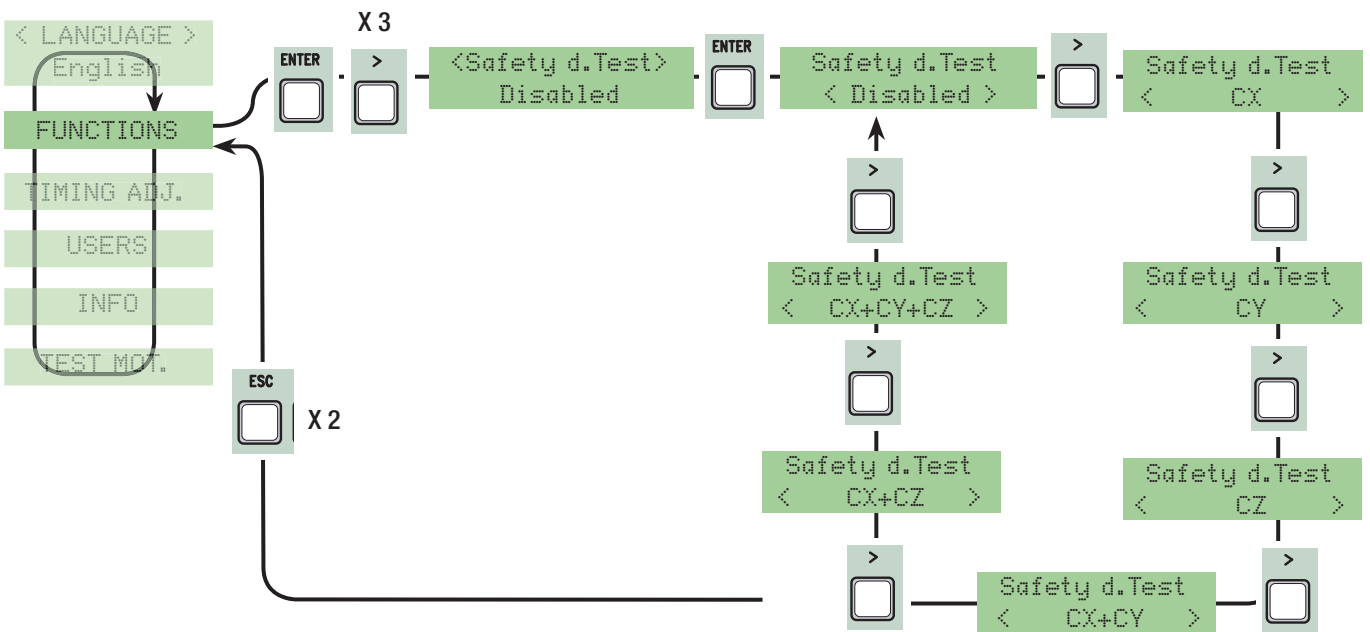 < LANGUAGE >
English
FUNCTIONS
TIMING ADJ.
USERS
INFO
TEST MOT.
ENTER
X 3
>
<Safety d.Test>
Disabled
ENTER
Safety d.Test
< Disabled >
>
Safety d.Test
< CX >
>
Safety d.Test
< CY >
>
Safety d.Test
< CZ >
>
Safety d.Test
< CX+CY >
>
Safety d.Test
< CX+CZ >
>
Safety d.Test
< CX+CY+CZ >
>
ESC
X 2